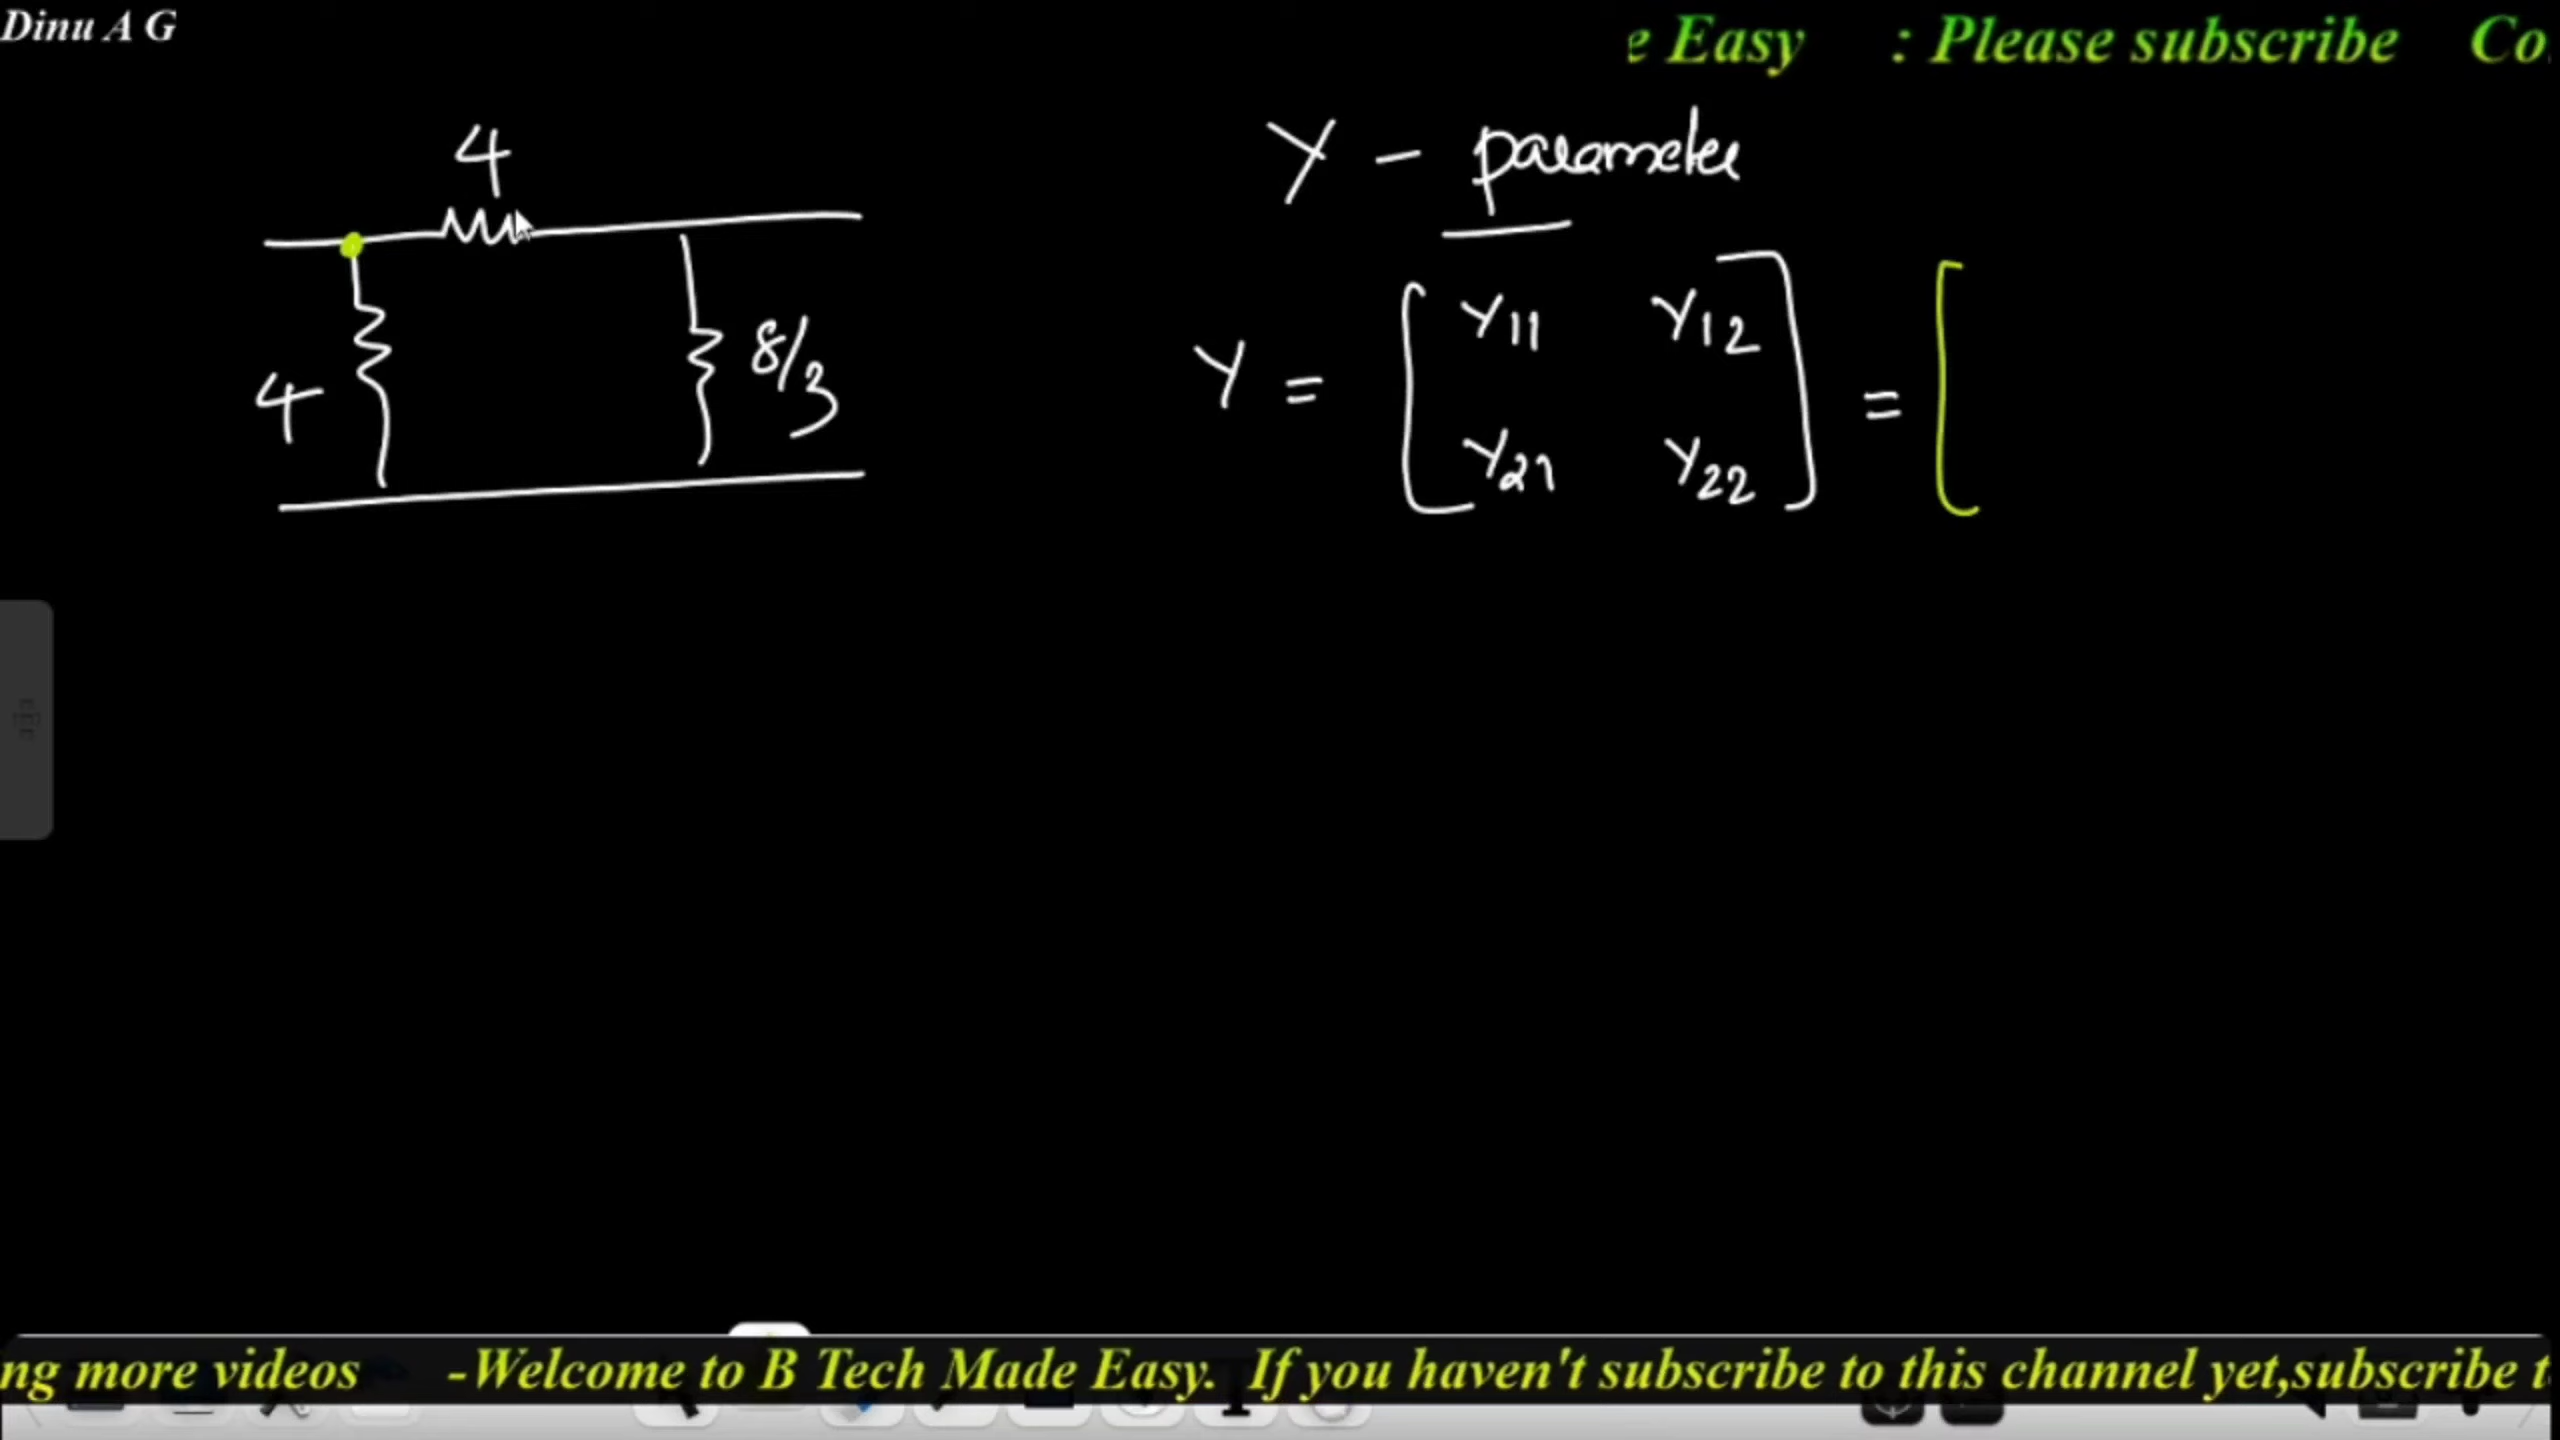 Dinu A G
e Easy : Please subscribe Co
4
4
8/3
Y - parameter
Y = [ Y11 Y12
Y21 Y22 ] = [
ng more videos -Welcome to B Tech Made Easy. If you haven't subscribe to this channel yet,subscribe t